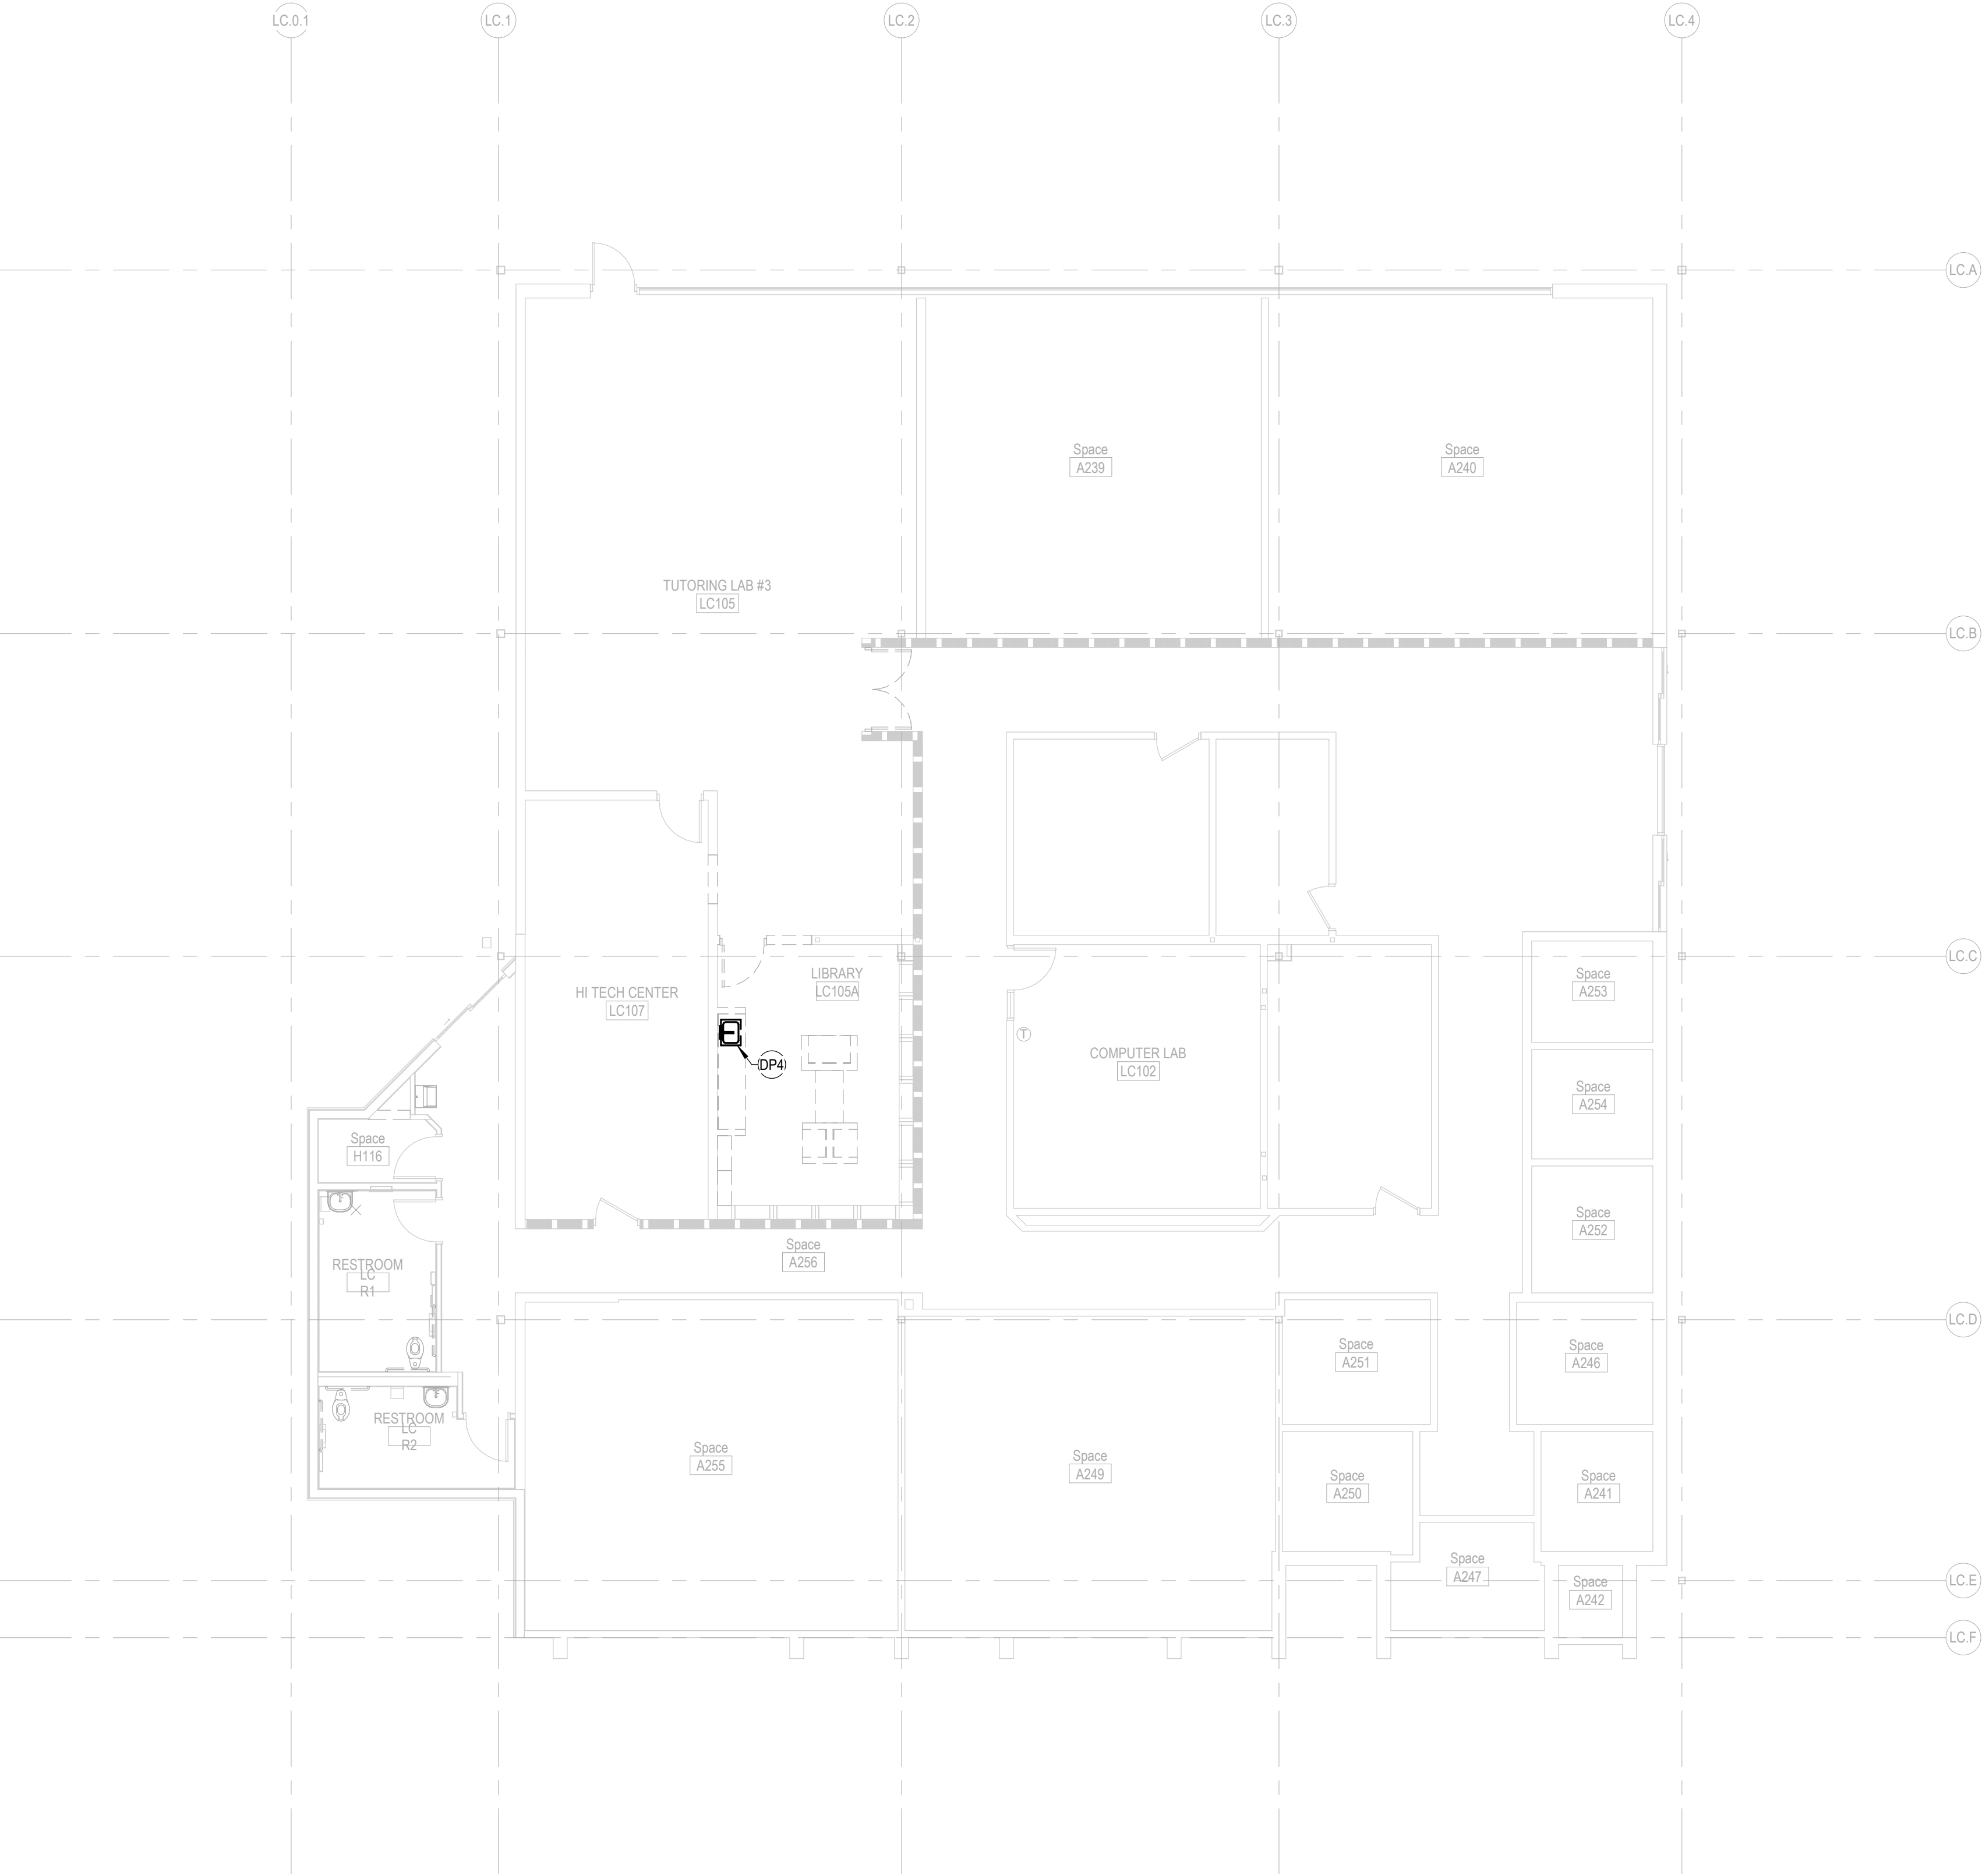 LC.0.1
LC.1
LC.2
LC.3
LC.4
LC.A
Space
A239
Space
A240
TUTORING LAB #3
LC105
LC.B
LC.C
LIBRARY
LC105A
Space
A253
HI TECH CENTER
LC107
T
COMPUTER LAB
LC102
DP4
Space
A254
Space
H116
Space
A252
Space
A256
RESTROOM
LC
R1
LC.D
Space
A251
Space
A246
RESTROOM
LC
R2
Space
A255
Space
A249
Space
A250
Space
A241
Space
A247
LC.E
Space
A242
LC.F